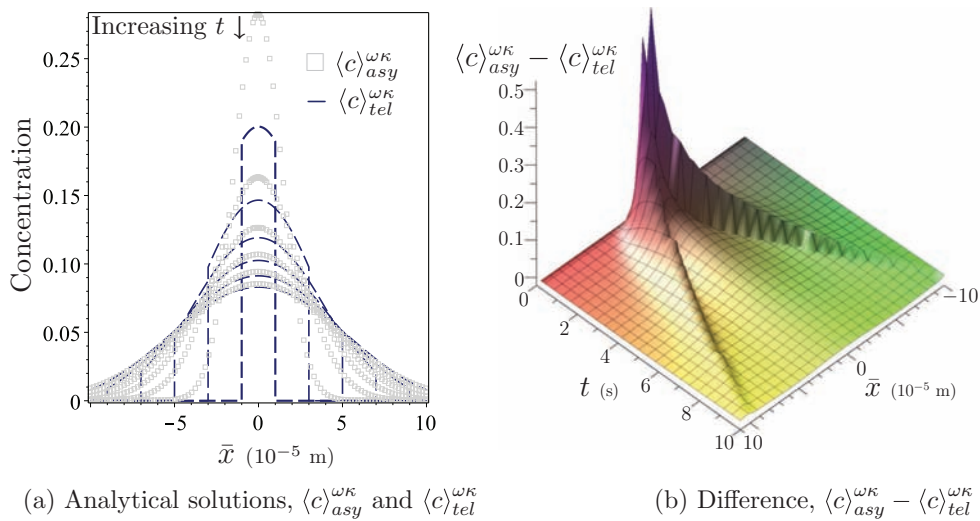 Increasing t ↓
⟨c⟩^{ωκ}_{asy}
⟨c⟩^{ωκ}_{tel}
Concentration
0.25
0.20
0.15
0.10
0.05
0
-5 0 5 10
x̄ (10⁻⁵ m)
(a) Analytical solutions, ⟨c⟩^{ωκ}_{asy} and ⟨c⟩^{ωκ}_{tel}
⟨c⟩^{ωκ}_{asy} − ⟨c⟩^{ωκ}_{tel}
0.5
0.4
0.3
0.2
0.1
0
0 2 4 6 8 10
t (s)
10 0 −10
x̄ (10⁻⁵ m)
(b) Difference, ⟨c⟩^{ωκ}_{asy} − ⟨c⟩^{ωκ}_{tel}